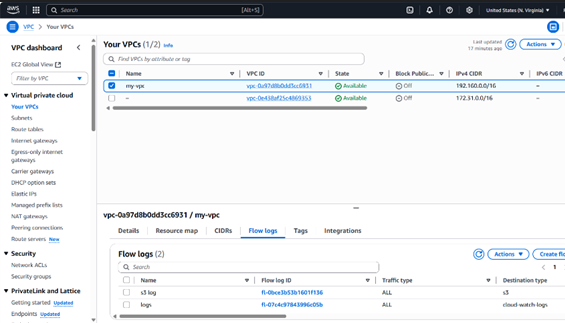 aws
Search
[Alt+S]
United States (N. Virginia)
VPC > Your VPCs
VPC dashboard
EC2 Global View
Filter by VPC
Virtual private cloud
Your VPCs
Subnets
Route tables
Internet gateways
Egress-only internet
gateways
Carrier gateways
DHCP option sets
Elastic IPs
Managed prefix lists
NAT gateways
Peering connections
Route servers New
Security
Network ACLs
Security groups
PrivateLink and Lattice
Getting started Updated
Endpoints Updated
Your VPCs (1/2) Info
Last updated
17 minutes ago
Actions
Find VPCs by attribute or tag
Name VPC ID State Block Public... IPv4 CIDR IPv6 CIDR
my-vpc vpc-0a97d8b0dd3cc6931 Available Off 192.160.0.0/16 –
– vpc-0e438af25c4869353 Available Off 172.31.0.0/16 –
vpc-0a97d8b0dd3cc6931 / my-vpc
Details Resource map CIDRs Flow logs Tags Integrations
Flow logs (2)
Actions
Create flo
Search
1
Name Flow log ID Traffic type Destination type
s3 log fl-0bce3b53b1601f136 ALL s3
logs fl-07c4c97843996c05b ALL cloud-watch-logs